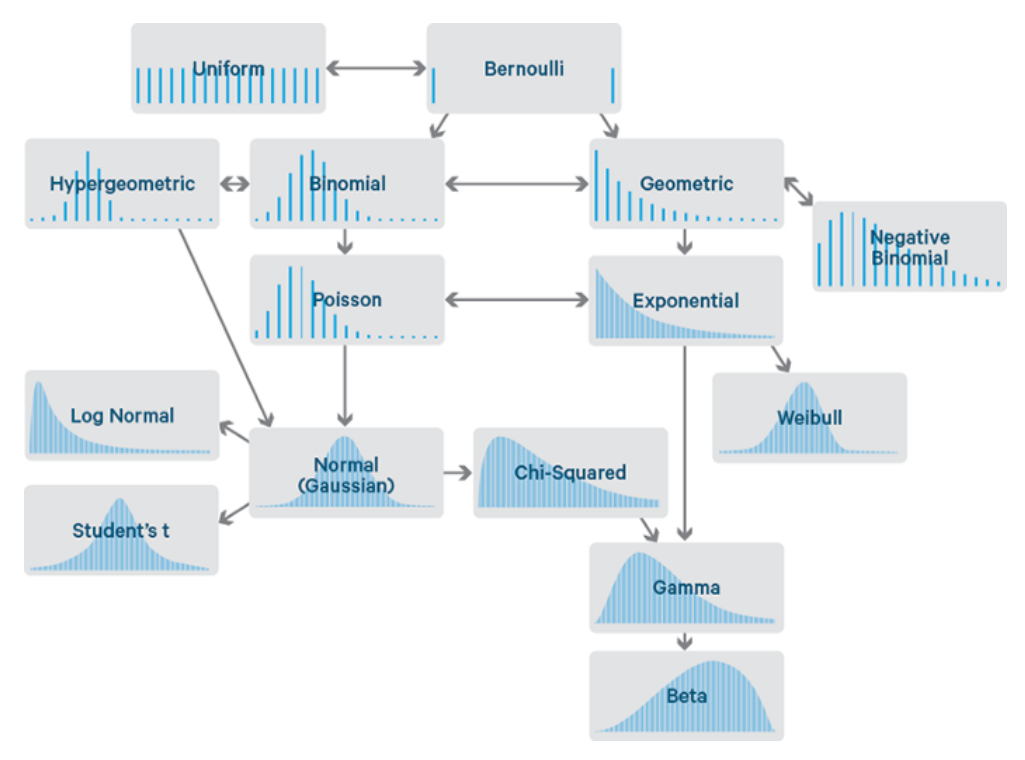 Uniform
Bernoulli
Hypergeometric
Binomial
Geometric
Negative
Binomial
Poisson
Exponential
Log Normal
Weibull
Normal
(Gaussian)
Chi-Squared
Student's t
Gamma
Beta